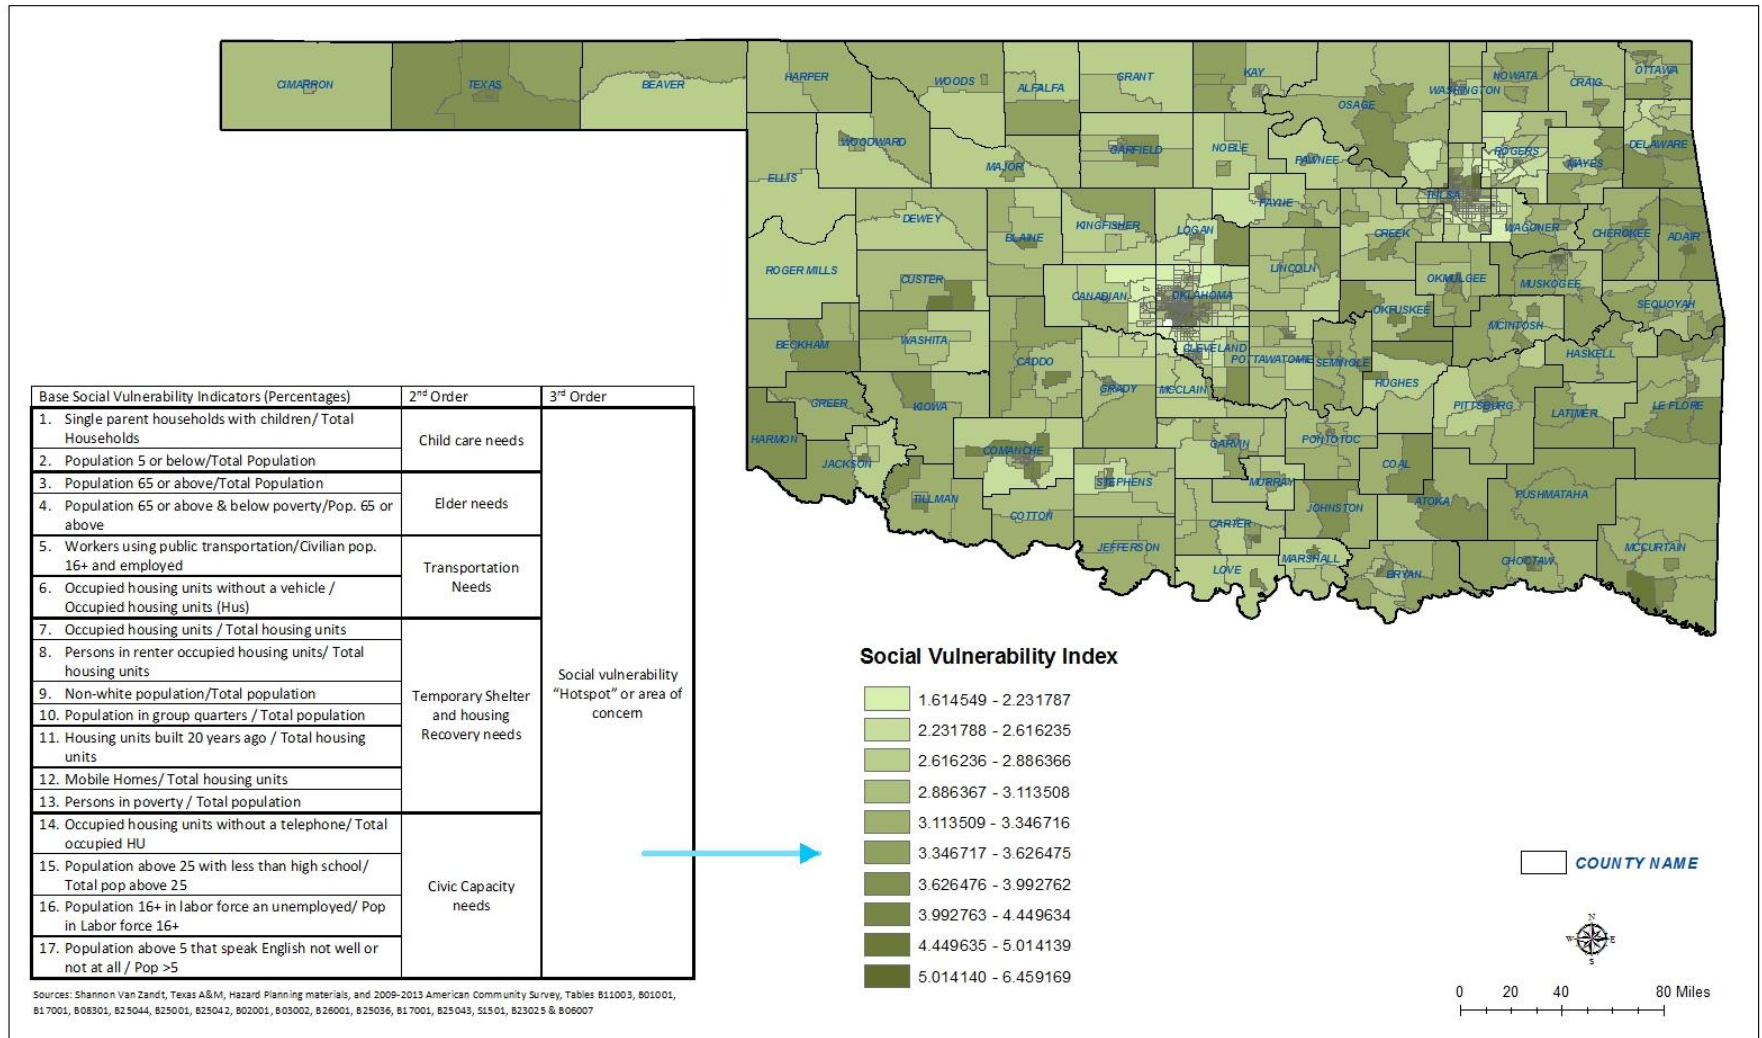 CIMARRON
TEXAS
BEAVER
HARPER
WOODS
ALFALFA
GRANT
KAY
OSAGE
WASHINGTON
NOWATA
CRAIG
OTTAWA
WOODWARD
MAJOR
GARFIELD
NOBLE
PAWNEE
ROGERS
MAYES
DELAWARE
ELLIS
DEWEY
BLAINE
KINGFISHER
LOGAN
PAYNE
TULSA
CREEK
WAGONER
CHEROKEE
ADAIR
ROGER MILLS
CUSTER
CANADIAN
OKLAHOMA
LINCOLN
OKMULGEE
MUSKOGEE
OKFUSKEE
SEQUOYAH
MCINTOSH
BECKHAM
WASHITA
CADDO
CLEVELAND
POTTAWATOMIE
SEMINOLE
HASKELL
GRADY
MCCLAIN
HUGHES
PITTSBURG
LATIMER
LE FLORE
GREER
KIOWA
HARMON
JACKSON
COMANCHE
GARVIN
PONTOTOC
COAL
TILLMAN
STEPHENS
MURRAY
JOHNSTON
ATOKA
PUSHMATAHA
COTTON
CARTER
JEFFERSON
LOVE
MARSHALL
BRYAN
CHOCTAW
MCCURTAIN
Base Social Vulnerability Indicators (Percentages)
2nd Order
3rd Order
1. Single parent households with children/ Total
Households
2. Population 5 or below/Total Population
Child care needs
3. Population 65 or above/Total Population
4. Population 65 or above & below poverty/Pop. 65 or
above
Elder needs
5. Workers using public transportation/Civilian pop.
16+ and employed
6. Occupied housing units without a vehicle /
Occupied housing units (Hus)
Transportation
Needs
7. Occupied housing units / Total housing units
8. Persons in renter occupied housing units/ Total
housing units
9. Non-white population/Total population
10. Population in group quarters / Total population
11. Housing units built 20 years ago / Total housing
units
12. Mobile Homes/ Total housing units
13. Persons in poverty / Total population
Temporary Shelter
and housing
Recovery needs
14. Occupied housing units without a telephone/ Total
occupied HU
15. Population above 25 with less than high school/
Total pop above 25
16. Population 16+ in labor force an unemployed/ Pop
in Labor force 16+
17. Population above 5 that speak English not well or
not at all / Pop >5
Civic Capacity
needs
Social vulnerability
“Hotspot” or area of
concern
Sources: Shannon Van Zandt, Texas A&M, Hazard Planning materials, and 2009-2013 American Community Survey, Tables B11003, B01001,
B17001, B08301, B25044, B25001, B25042, B02001, B03002, B26001, B25036, B17001, B25043, S1501, B23025 & B06007
Social Vulnerability Index
1.614549 - 2.231787
2.231788 - 2.616235
2.616236 - 2.886366
2.886367 - 3.113508
3.113509 - 3.346716
3.346717 - 3.626475
3.626476 - 3.992762
3.992763 - 4.449634
4.449635 - 5.014139
5.014140 - 6.459169
COUNTY NAME
N
W
E
S
0 20 40 80 Miles